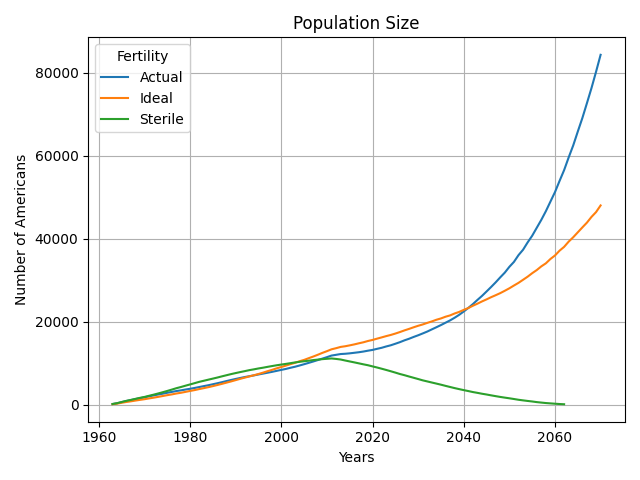 Population Size
Fertility
Actual
Ideal
Sterile
Number of Americans
80000
60000
40000
20000
0
1960 1980 2000 2020 2040 2060
Years